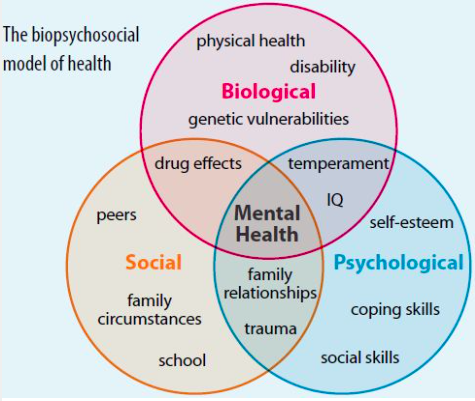 The biopsychosocial
model of health
physical health
disability
Biological
genetic vulnerabilities
drug effects
temperament
IQ
peers
Mental
Health
self-esteem
Social
Psychological
family
relationships
family
circumstances
coping skills
trauma
school
social skills